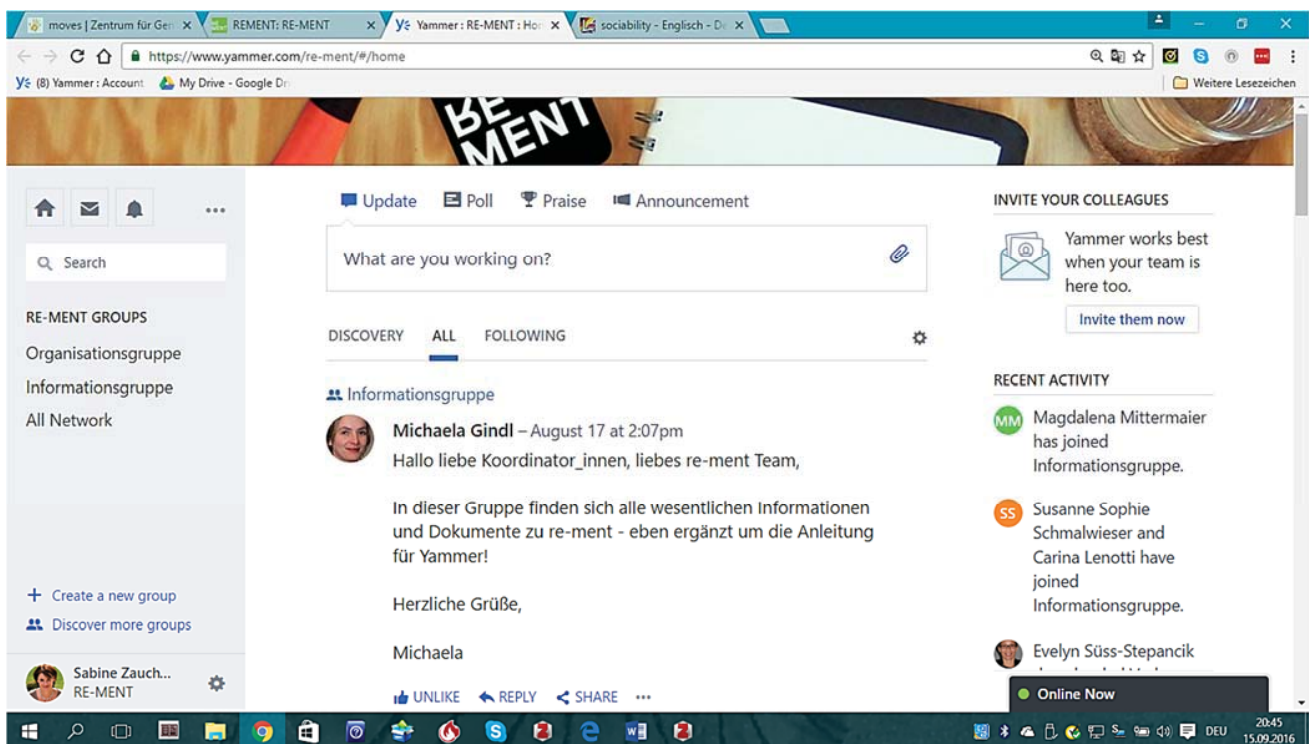 moves | Zentrum für Gen
REMENT: RE-MENT
Yammer : RE-MENT : Hom
sociability - Englisch - De
https://www.yammer.com/re-ment/#/home
(8) Yammer : Account
My Drive - Google Dri
Weitere Lesezeichen
RE
MENT
Update
Poll
Praise
Announcement
What are you working on?
Search
RE-MENT GROUPS
Organisationsgruppe
Informationsgruppe
All Network
+ Create a new group
Discover more groups
Sabine Zauch...
RE-MENT
DISCOVERY
ALL
FOLLOWING
Informationsgruppe
Michaela Gindl – August 17 at 2:07pm
Hallo liebe Koordinator_innen, liebes re-ment Team,
In dieser Gruppe finden sich alle wesentlichen Informationen
und Dokumente zu re-ment - eben ergänzt um die Anleitung
für Yammer!
Herzliche Grüße,
Michaela
UNLIKE
REPLY
SHARE
INVITE YOUR COLLEAGUES
Yammer works best
when your team is
here too.
Invite them now
RECENT ACTIVITY
MM
Magdalena Mittermaier
has joined
Informationsgruppe.
SS
Susanne Sophie
Schmalwieser and
Carina Lenotti have
joined
Informationsgruppe.
Evelyn Süss-Stepancik
Online Now
DEU
20:45
15.09.2016